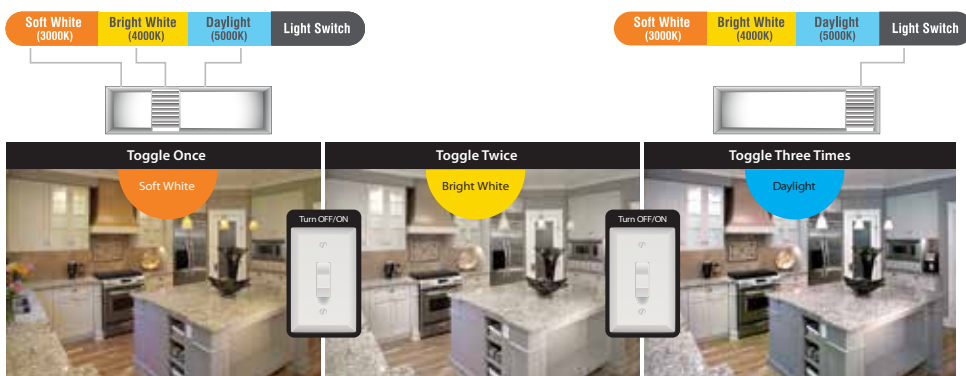 Soft White
(3000K)
Bright White
(4000K)
Daylight
(5000K)
Light Switch
Soft White
(3000K)
Bright White
(4000K)
Daylight
(5000K)
Light Switch
Toggle Once
Toggle Twice
Toggle Three Times
Soft White
Bright White
Daylight
Turn OFF/ON
Turn OFF/ON